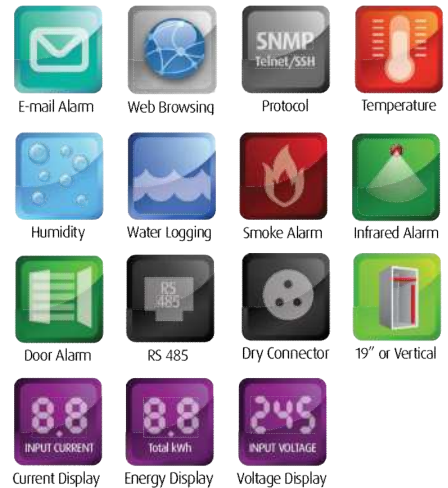 SNMP
Telnet/SSH
E-mail Alarm
Web Browsing
Protocol
Temperature
Humidity
Water Logging
Smoke Alarm
Infrared Alarm
RS
485
Door Alarm
RS 485
Dry Connector
19" or Vertical
8.8
INPUT CURRENT
8.8
Total kWh
245
INPUT VOLTAGE
Current Display
Energy Display
Voltage Display